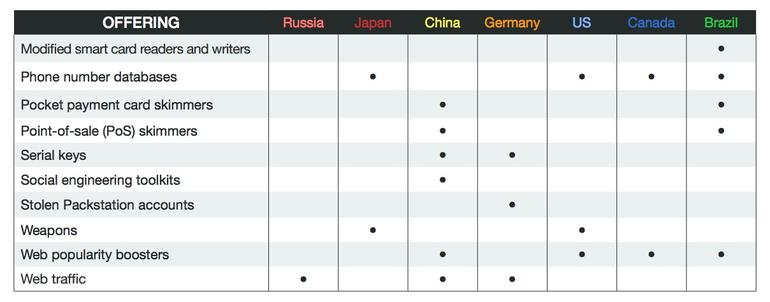 OFFERING Russia Japan China Germany US Canada Brazil
Modified smart card readers and writers •
Phone number databases • • • •
Pocket payment card skimmers • •
Point-of-sale (PoS) skimmers • •
Serial keys • •
Social engineering toolkits •
Stolen Packstation accounts •
Weapons • •
Web popularity boosters • • • •
Web traffic • • •